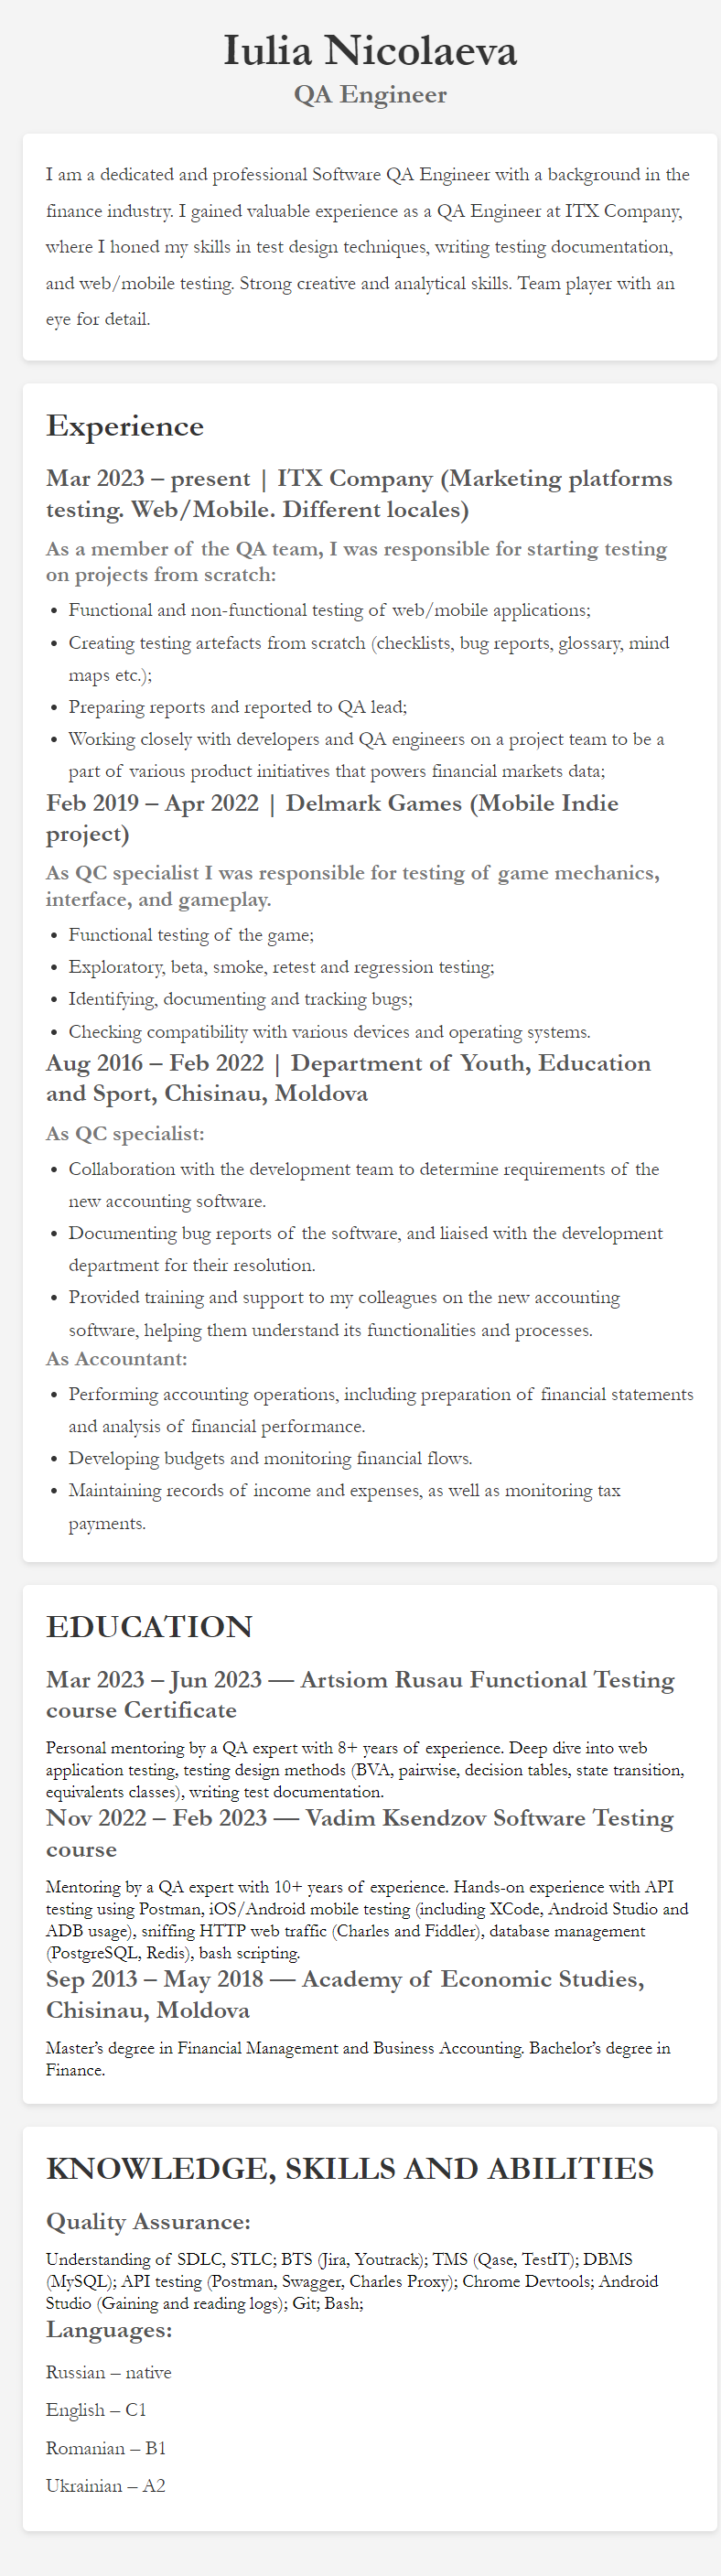 Iulia Nicolaeva
QA Engineer
I am a dedicated and professional Software QA Engineer with a background in the
finance industry. I gained valuable experience as a QA Engineer at ITX Company,
where I honed my skills in test design techniques, writing testing documentation,
and web/mobile testing. Strong creative and analytical skills. Team player with an
eye for detail.
Experience
Mar 2023 – present | ITX Company (Marketing platforms
testing. Web/Mobile. Different locales)
As a member of the QA team, I was responsible for starting testing
on projects from scratch:
• Functional and non-functional testing of web/mobile applications;
• Creating testing artefacts from scratch (checklists, bug reports, glossary, mind
maps etc.);
• Preparing reports and reported to QA lead;
• Working closely with developers and QA engineers on a project team to be a
part of various product initiatives that powers financial markets data;
Feb 2019 – Apr 2022 | Delmark Games (Mobile Indie
project)
As QC specialist I was responsible for testing of game mechanics,
interface, and gameplay.
• Functional testing of the game;
• Exploratory, beta, smoke, retest and regression testing;
• Identifying, documenting and tracking bugs;
• Checking compatibility with various devices and operating systems.
Aug 2016 – Feb 2022 | Department of Youth, Education
and Sport, Chisinau, Moldova
As QC specialist:
• Collaboration with the development team to determine requirements of the
new accounting software.
• Documenting bug reports of the software, and liaised with the development
department for their resolution.
• Provided training and support to my colleagues on the new accounting
software, helping them understand its functionalities and processes.
As Accountant:
• Performing accounting operations, including preparation of financial statements
and analysis of financial performance.
• Developing budgets and monitoring financial flows.
• Maintaining records of income and expenses, as well as monitoring tax
payments.
EDUCATION
Mar 2023 – Jun 2023 — Artsiom Rusau Functional Testing
course Certificate
Personal mentoring by a QA expert with 8+ years of experience. Deep dive into web
application testing, testing design methods (BVA, pairwise, decision tables, state transition,
equivalents classes), writing test documentation.
Nov 2022 – Feb 2023 — Vadim Ksendzov Software Testing
course
Mentoring by a QA expert with 10+ years of experience. Hands-on experience with API
testing using Postman, iOS/Android mobile testing (including XCode, Android Studio and
ADB usage), sniffing HTTP web traffic (Charles and Fiddler), database management
(PostgreSQL, Redis), bash scripting.
Sep 2013 – May 2018 — Academy of Economic Studies,
Chisinau, Moldova
Master’s degree in Financial Management and Business Accounting. Bachelor’s degree in
Finance.
KNOWLEDGE, SKILLS AND ABILITIES
Quality Assurance:
Understanding of SDLC, STLC; BTS (Jira, Youtrack); TMS (Qase, TestIT); DBMS
(MySQL); API testing (Postman, Swagger, Charles Proxy); Chrome Devtools; Android
Studio (Gaining and reading logs); Git; Bash;
Languages:
Russian – native
English – C1
Romanian – B1
Ukrainian – A2